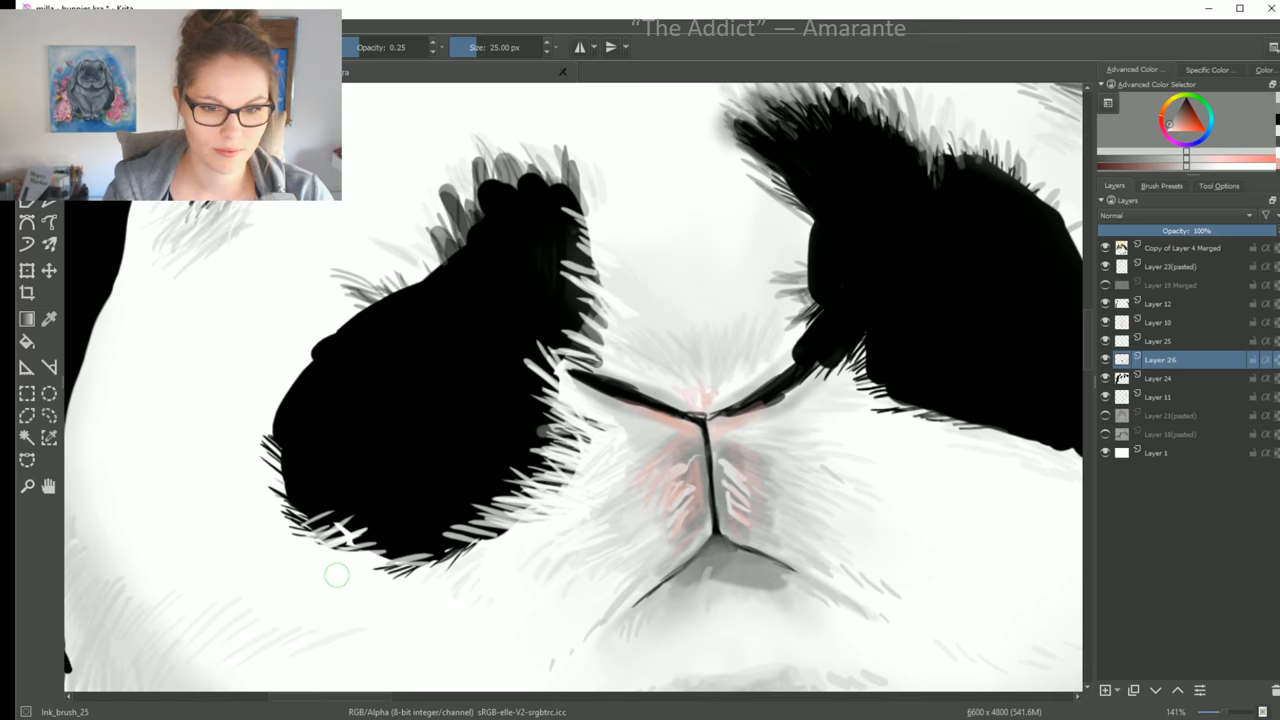 milla - bunnies.kra * - Krita
“The Addict” — Amarante
Opacity: 0.25
Size: 25.00 px
ra
Advanced Color ...
Specific Color ...
Color...
Advanced Color Selector
Layers
Brush Presets
Tool Options
Layers
Normal
Opacity: 100%
Copy of Layer 4 Merged
Layer 23(pasted)
Layer 19 Merged
Layer 12
Layer 10
Layer 25
Layer 26
Layer 24
Layer 11
Layer 21(pasted)
Layer 18(pasted)
Layer 1
Ink_brush_25
RGB/Alpha (8-bit integer/channel) sRGB-elle-V2-srgbtrc.icc
6600 x 4800 (541.6M)
141%